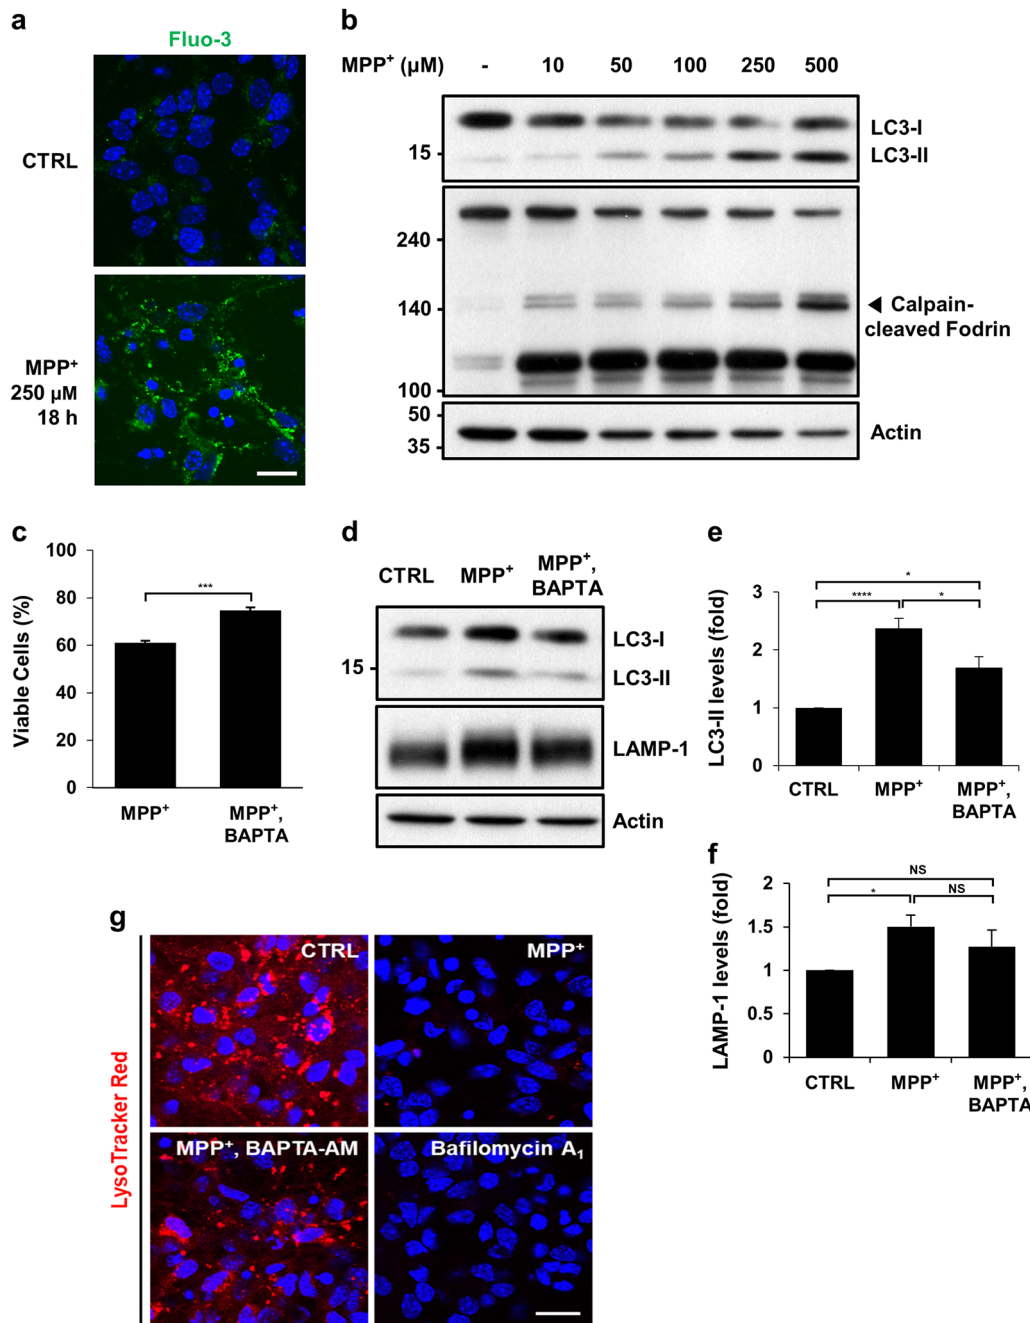 a
Fluo-3
CTRL
MPP⁺
250 µM
18 h
b
MPP⁺ (µM) - 10 50 100 250 500
LC3-I
15
LC3-II
240
140
Calpain-
cleaved Fodrin
100
50
Actin
35
c
Viable Cells (%)
100
80
60
40
20
0
***
MPP⁺
MPP⁺,
BAPTA
d
CTRL MPP⁺ MPP⁺,
BAPTA
LC3-I
15
LC3-II
LAMP-1
Actin
e
LC3-II levels (fold)
3
2
1
0
*
**** *
CTRL MPP⁺ MPP⁺,
BAPTA
f
LAMP-1 levels (fold)
2
1.5
1
0.5
0
NS
* NS
CTRL MPP⁺ MPP⁺,
BAPTA
g
LysoTracker Red
CTRL
MPP⁺
MPP⁺, BAPTA-AM
Bafilomycin A₁